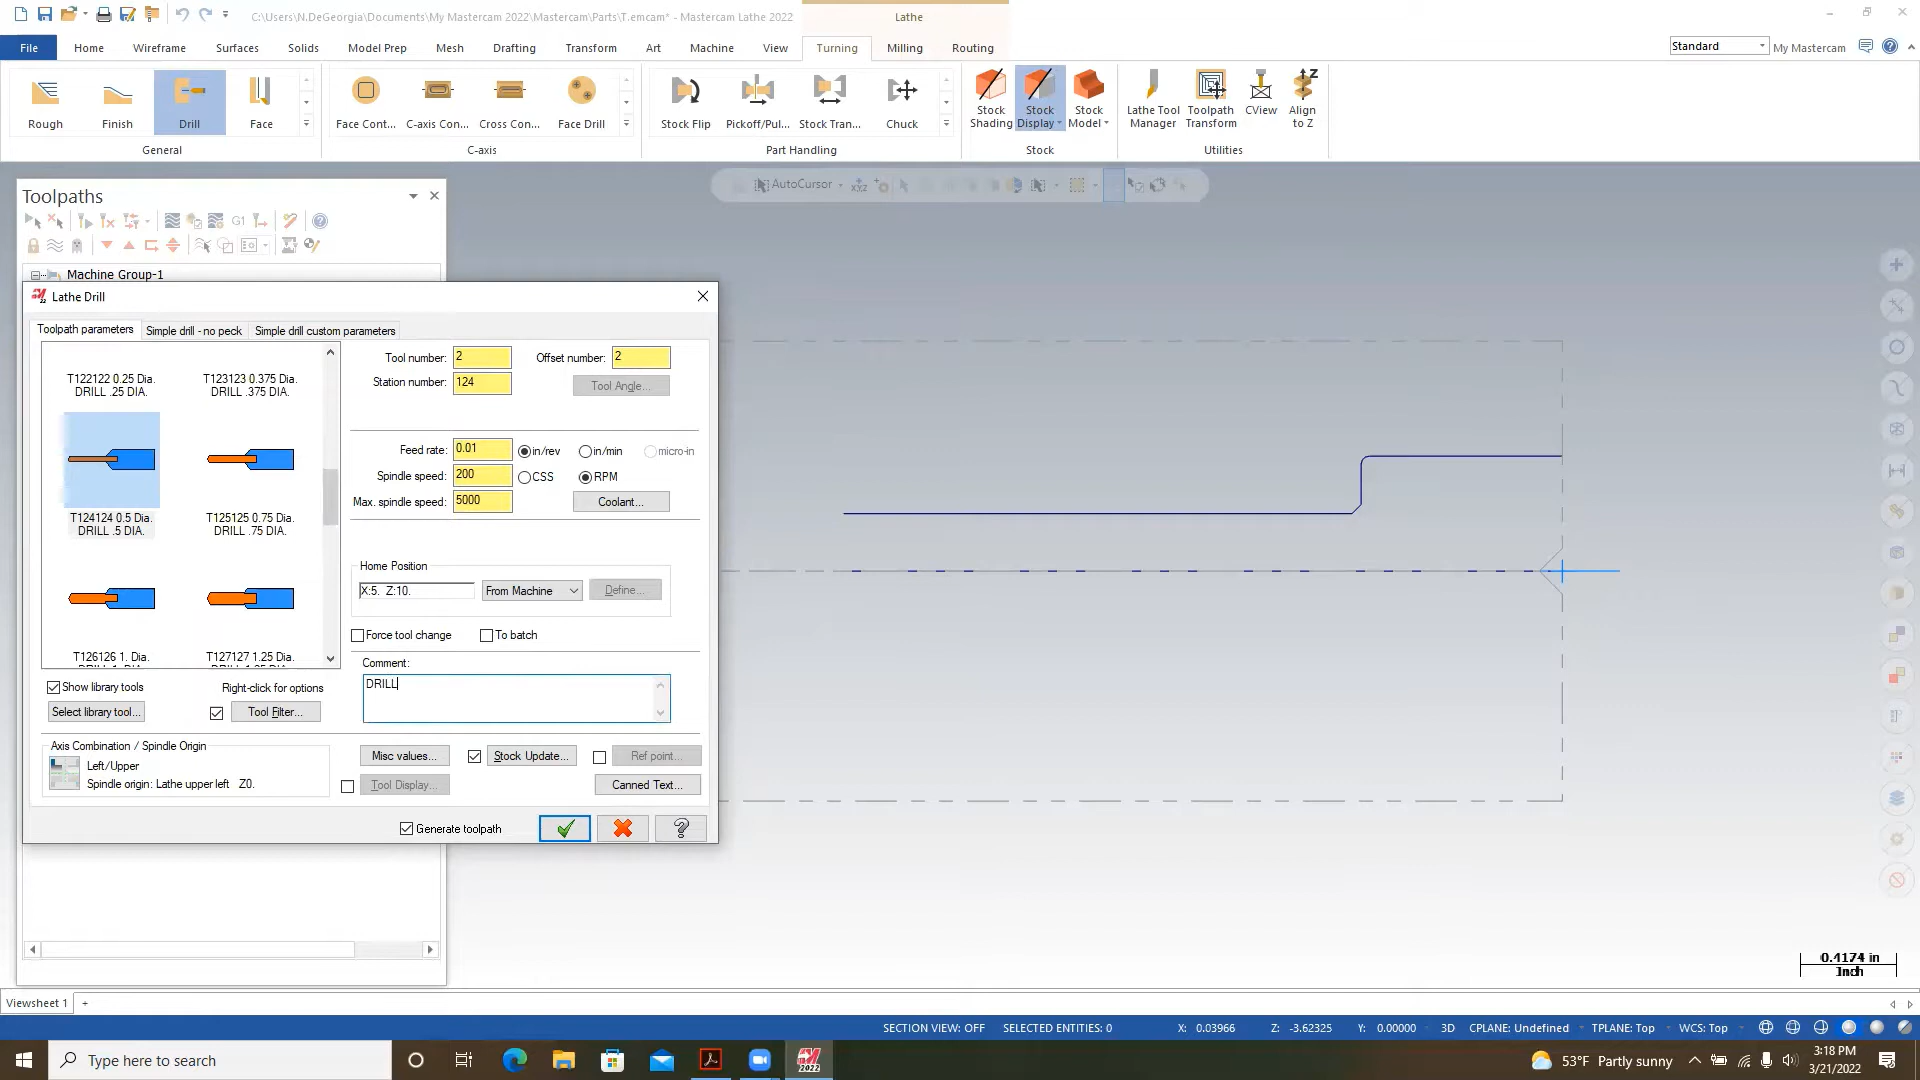 C:\Users\N.DeGeorgia\Documents\My Mastercam 2022\Mastercam\Parts\T.emcam* - Mastercam Lathe 2022
Lathe
File Home Wireframe Surfaces Solids Model Prep Mesh Drafting Transform Art Machine View Turning Milling Routing
Standard My Mastercam
Rough Finish Drill Face
Face Cont... C-axis Con... Cross Con... Face Drill
Stock Flip Pickoff/Pul... Stock Tran... Chuck
Stock Shading
Stock Display
Stock Model
Lathe Tool Manager
Toolpath Transform
CView
Align to Z
General C-axis Part Handling Stock Utilities
Toolpaths
AutoCursor
G1
Machine Group-1
Lathe Drill
Toolpath parameters Simple drill - no peck Simple drill custom parameters
T122122 0.25 Dia. T123123 0.375 Dia.
DRILL .25 DIA. DRILL .375 DIA.
T124124 0.5 Dia. T125125 0.75 Dia.
DRILL .5 DIA. DRILL .75 DIA.
T126126 1. Dia. T127127 1.25 Dia.
Tool number: 2 Offset number: 2
Station number: 124 Tool Angle...
Feed rate: 0.01 in/rev in/min micro-in
Spindle speed: 200 CSS RPM
Max. spindle speed: 5000 Coolant...
Home Position
X:5. Z:10. From Machine Define...
Force tool change To batch
Comment:
DRILL
Show library tools Right-click for options
Select library tool... Tool Filter...
Axis Combination / Spindle Origin
Left/Upper
Spindle origin: Lathe upper left Z0.
Misc values... Stock Update... Ref point...
Tool Display... Canned Text...
Generate toolpath
0.4174 in
Inch
Viewsheet 1 +
SECTION VIEW: OFF SELECTED ENTITIES: 0 X: 0.03966 Z: -3.62325 Y: 0.00000 3D CPLANE: Undefined TPLANE: Top WCS: Top
Type here to search
2022
53°F Partly sunny
3:18 PM
3/21/2022